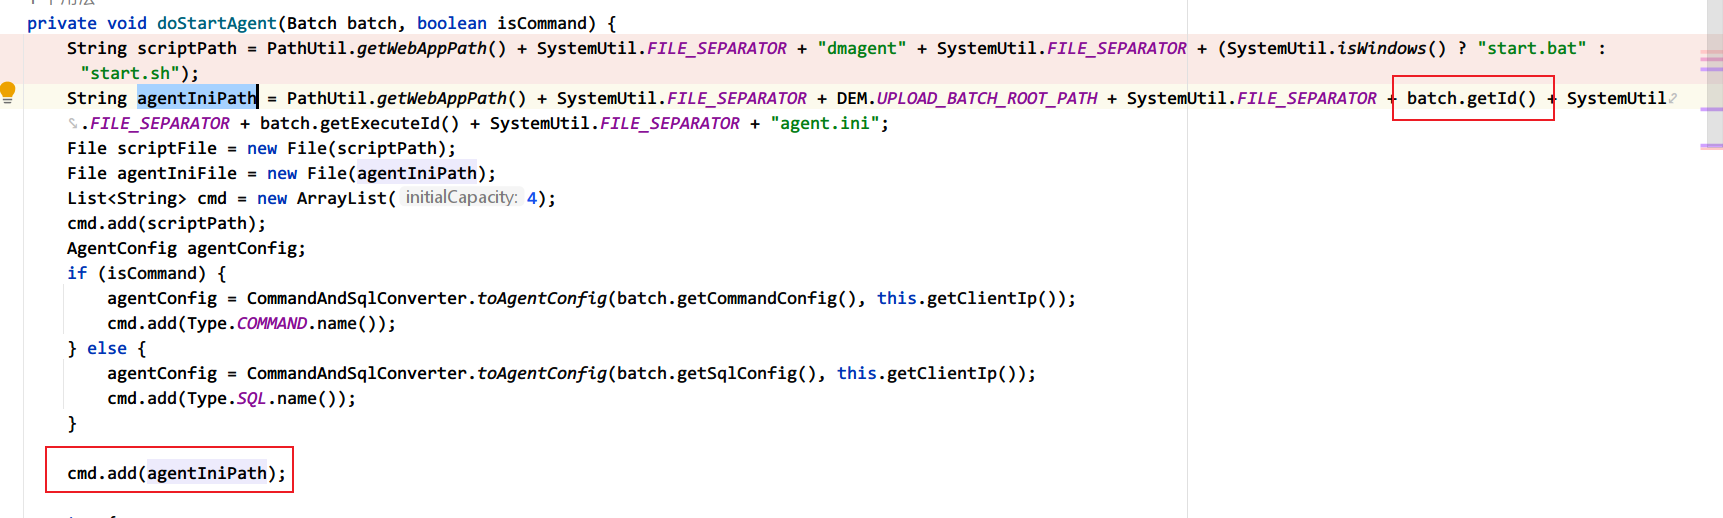 private void doStartAgent(Batch batch, boolean isCommand) {
String scriptPath = PathUtil.getWebAppPath() + SystemUtil.FILE_SEPARATOR + "dmagent" + SystemUtil.FILE_SEPARATOR + (SystemUtil.isWindows() ? "start.bat" :
"start.sh");
String agentIniPath = PathUtil.getWebAppPath() + SystemUtil.FILE_SEPARATOR + DEM.UPLOAD_BATCH_ROOT_PATH + SystemUtil.FILE_SEPARATOR + batch.getId() + SystemUtil
.FILE_SEPARATOR + batch.getExecuteId() + SystemUtil.FILE_SEPARATOR + "agent.ini";
File scriptFile = new File(scriptPath);
File agentIniFile = new File(agentIniPath);
List<String> cmd = new ArrayList( initialCapacity: 4);
cmd.add(scriptPath);
AgentConfig agentConfig;
if (isCommand) {
agentConfig = CommandAndSqlConverter.toAgentConfig(batch.getCommandConfig(), this.getClientIp());
cmd.add(Type.COMMAND.name());
} else {
agentConfig = CommandAndSqlConverter.toAgentConfig(batch.getSqlConfig(), this.getClientIp());
cmd.add(Type.SQL.name());
}
cmd.add(agentIniPath);